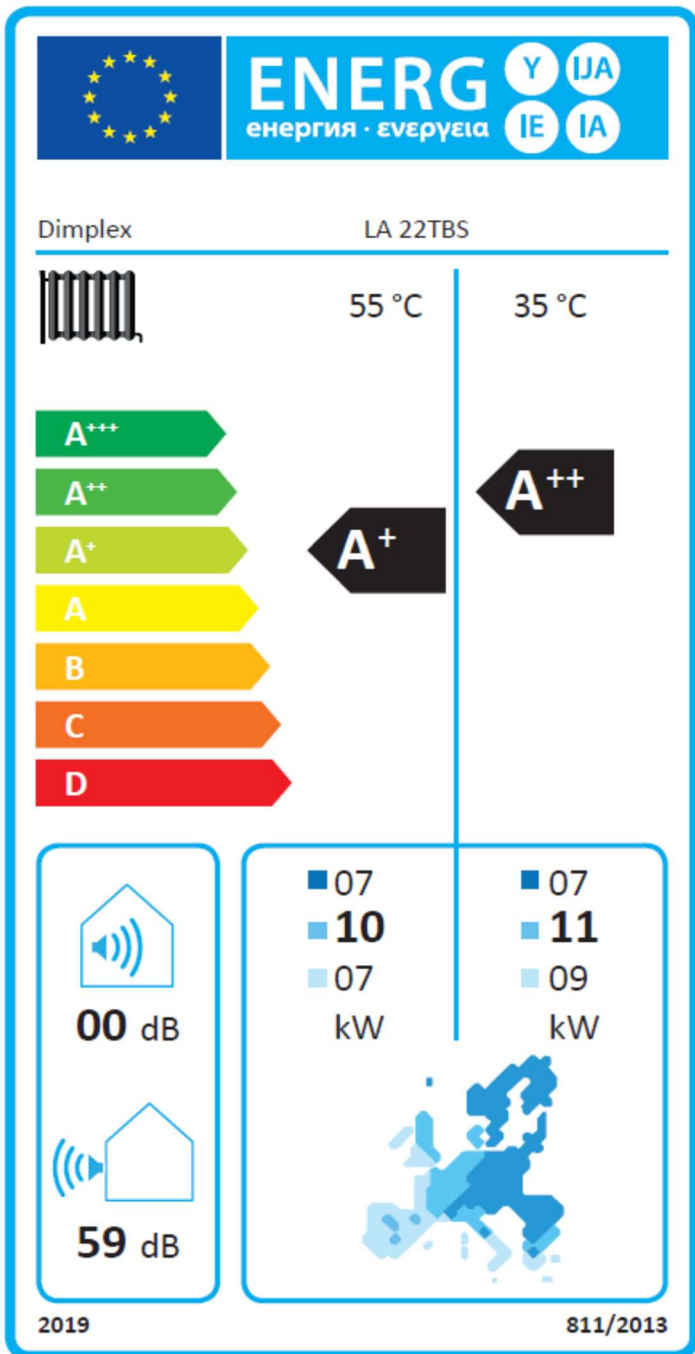 ENERG Y IJA
енергия · ενεργεια IE IA
Dimplex LA 22TBS
55 °C 35 °C
A+++
A++ A++
A+ A+
A
B
C
D
07 07
10 11
07 09
kW kW
00 dB
59 dB
2019 811/2013